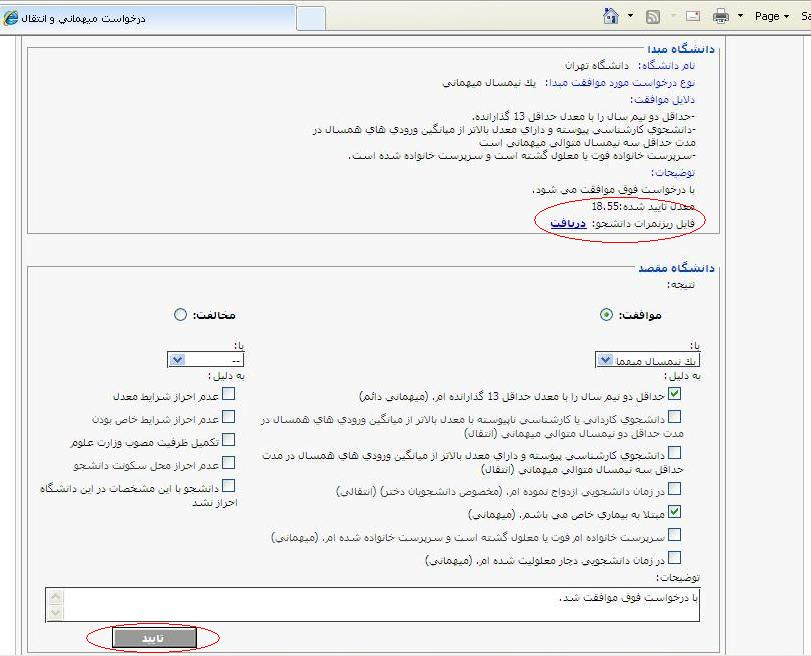 درخواست ميهماني و انتقال
Page
دانشگاه مبدا
نام دانشگاه: دانشگاه تهران
نوع درخواست مورد موافقت مبدا: يك نيمسال ميهماني
دلايل موافقت:
-حداقل دو نيم سال را با معدل حداقل 13 گذارانده.
-دانشجوي كارشناسي پيوسته و داراي معدل بالاتر از ميانگين ورودي هاي همسال در
مدت حداقل سه نيمسال متوالي ميهماني است
-سرپرست خانواده فوت يا معلول گشته است و سرپرست خانواده شده است.
توضيحات:
با درخواست فوق موافقت مي شود.
معدل تاييد شده:18.55
فايل ريزنمرات دانشجو: دريافت
دانشگاه مقصد
نتيجه:
موافقت:
با:
يك نيمسال ميهما
به دليل:
حداقل دو نيم سال را با معدل حداقل 13 گذارانده ام. (ميهماني دائم)
دانشجوي كارداني يا كارشناسي ناپيوسته با معدل بالاتر از ميانگين ورودي هاي همسال در
مدت حداقل دو نيمسال متوالي ميهماني (انتقال)
دانشجوي كارشناسي پيوسته و داراي معدل بالاتر از ميانگين ورودي هاي همسال در مدت
حداقل سه نيمسال متوالي ميهماني (انتقال)
در زمان دانشجويي ازدواج نموده ام. (مخصوص دانشجويان دختر) (انتقالي)
مبتلا به بيماري خاص مي باشم. (ميهماني)
سرپرست خانواده ام فوت يا معلول گشته است و سرپرست خانواده شده ام. (ميهماني)
در زمان دانشجويي دچار معلوليت شده ام. (ميهماني)
مخالفت:
با:
--
به دليل:
عدم احراز شرايط معدل
عدم احراز شرايط خاص بودن
تكميل ظرفيت مصوب وزارت علوم
عدم احراز محل سكونت دانشجو
دانشجو با اين مشخصات در اين دانشگاه
احراز نشد
توضيحات:
با درخواست فوق موافقت شد.
تاييد